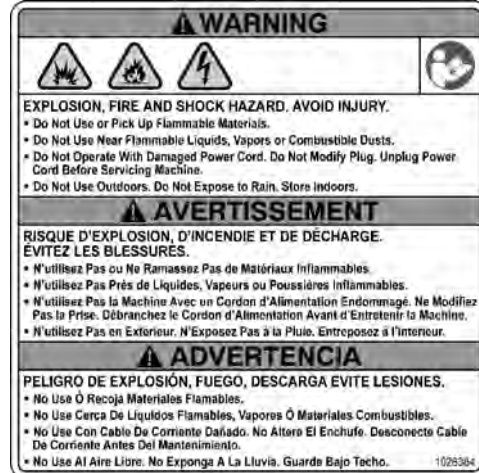 WARNING
EXPLOSION, FIRE AND SHOCK HAZARD. AVOID INJURY.
• Do Not Use or Pick Up Flammable Materials.
• Do Not Use Near Flammable Liquids, Vapors or Combustible Dusts.
• Do Not Operate With Damaged Power Cord. Do Not Modify Plug. Unplug Power
Cord Before Servicing Machine.
• Do Not Use Outdoors. Do Not Expose to Rain. Store Indoors.
AVERTISSEMENT
RISQUE D'EXPLOSION, D'INCENDIE ET DE DÉCHARGE.
ÉVITEZ LES BLESSURES.
• N'utilisez Pas ou Ne Ramassez Pas de Matériaux Inflammables
• N'utilisez Pas Près de Liquides, Vapeurs ou Poussières Inflammables.
• N'utilisez Pas la Machine Avec un Cordon d'Alimentation Endommagé. Ne Modifiez
Pas la Prise. Débranchez le Cordon d'Alimentation Avant d'Entretenir la Machine.
• N'utilisez Pas en Exterieur. N'Exposez Pas à la Pluie. Entreposez à l'Interieur.
ADVERTENCIA
PELIGRO DE EXPLOSIÓN, FUEGO, DESCARGA EVITE LESIONES.
• No Use Ó Recoja Materiales Flamables.
• No Use Cerca De Liquidos Flamables, Vapores Ó Materiales Combustibles.
• No Use Con Cable De Corriente Dañado. No Altere El Enchufe. Desconecte Cable
De Corriente Antes Del Mantenimiento.
• No Use Al Aire Libre. No Exponga A La Lluvia. Guarde Bajo Techo.
1026384